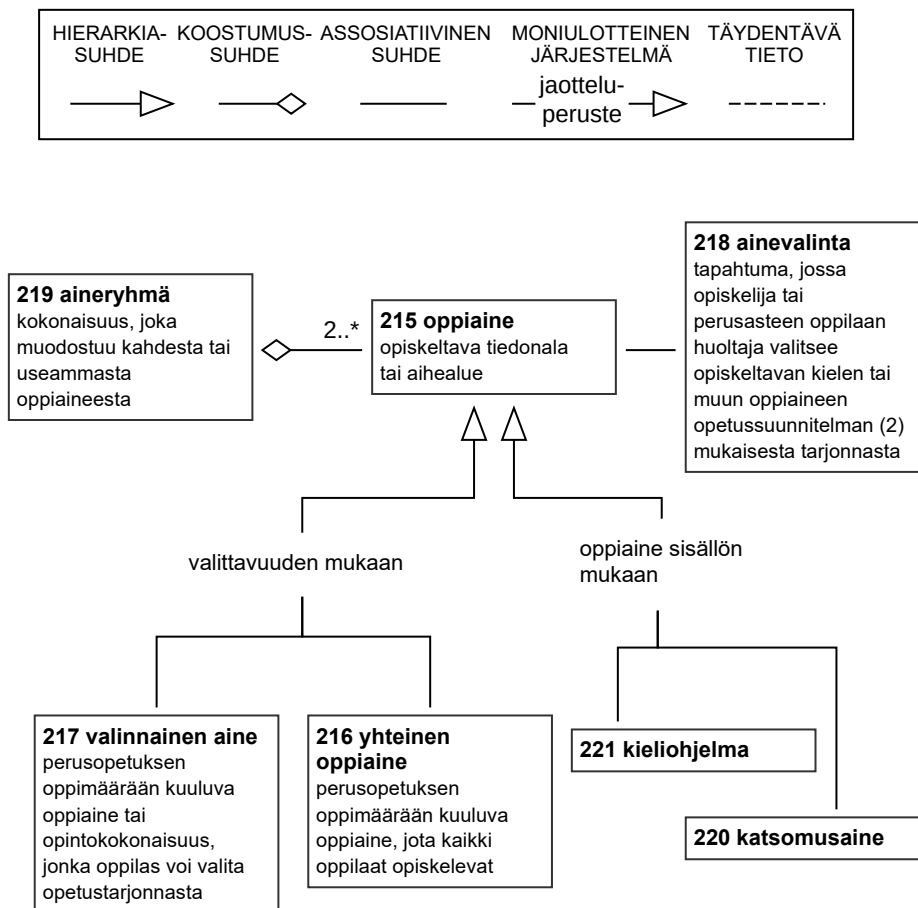 HIERARKIA-
SUHDE
KOOSTUMUS-
SUHDE
ASSOSIATIIVINEN
SUHDE
MONIULOTTEINEN
JÄRJESTELMÄ
TÄYDENTÄVÄ
TIETO
jaottelu-
peruste
219 aineryhmä
kokonaisuus, joka
muodostuu kahdesta tai
useammasta
oppiaineesta
2..*
215 oppiaine
opiskeltava tiedonala
tai aihealue
218 ainevalinta
tapahtuma, jossa
opiskelija tai
perusasteen oppilaan
huoltaja valitsee
opiskeltavan kielen tai
muun oppiaineen
opetussuunnitelman (2)
mukaisesta tarjonnasta
valittavuuden mukaan
oppiaine sisällön
mukaan
217 valinnainen aine
perusopetuksen
oppimäärään kuuluva
oppiaine tai
opintokokonaisuus,
jonka oppilas voi valita
opetustarjonnasta
216 yhteinen
oppiaine
perusopetuksen
oppimäärään kuuluva
oppiaine, jota kaikki
oppilaat opiskelevat
221 kieliohjelma
220 katsomusaine